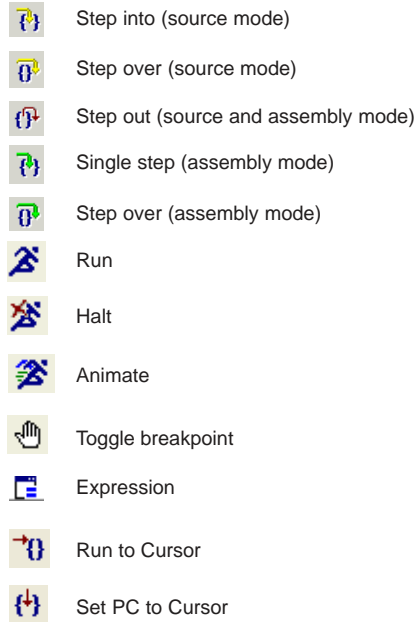 Step into (source mode)
Step over (source mode)
Step out (source and assembly mode)
Single step (assembly mode)
Step over (assembly mode)
Run
Halt
Animate
Toggle breakpoint
Expression
Run to Cursor
Set PC to Cursor